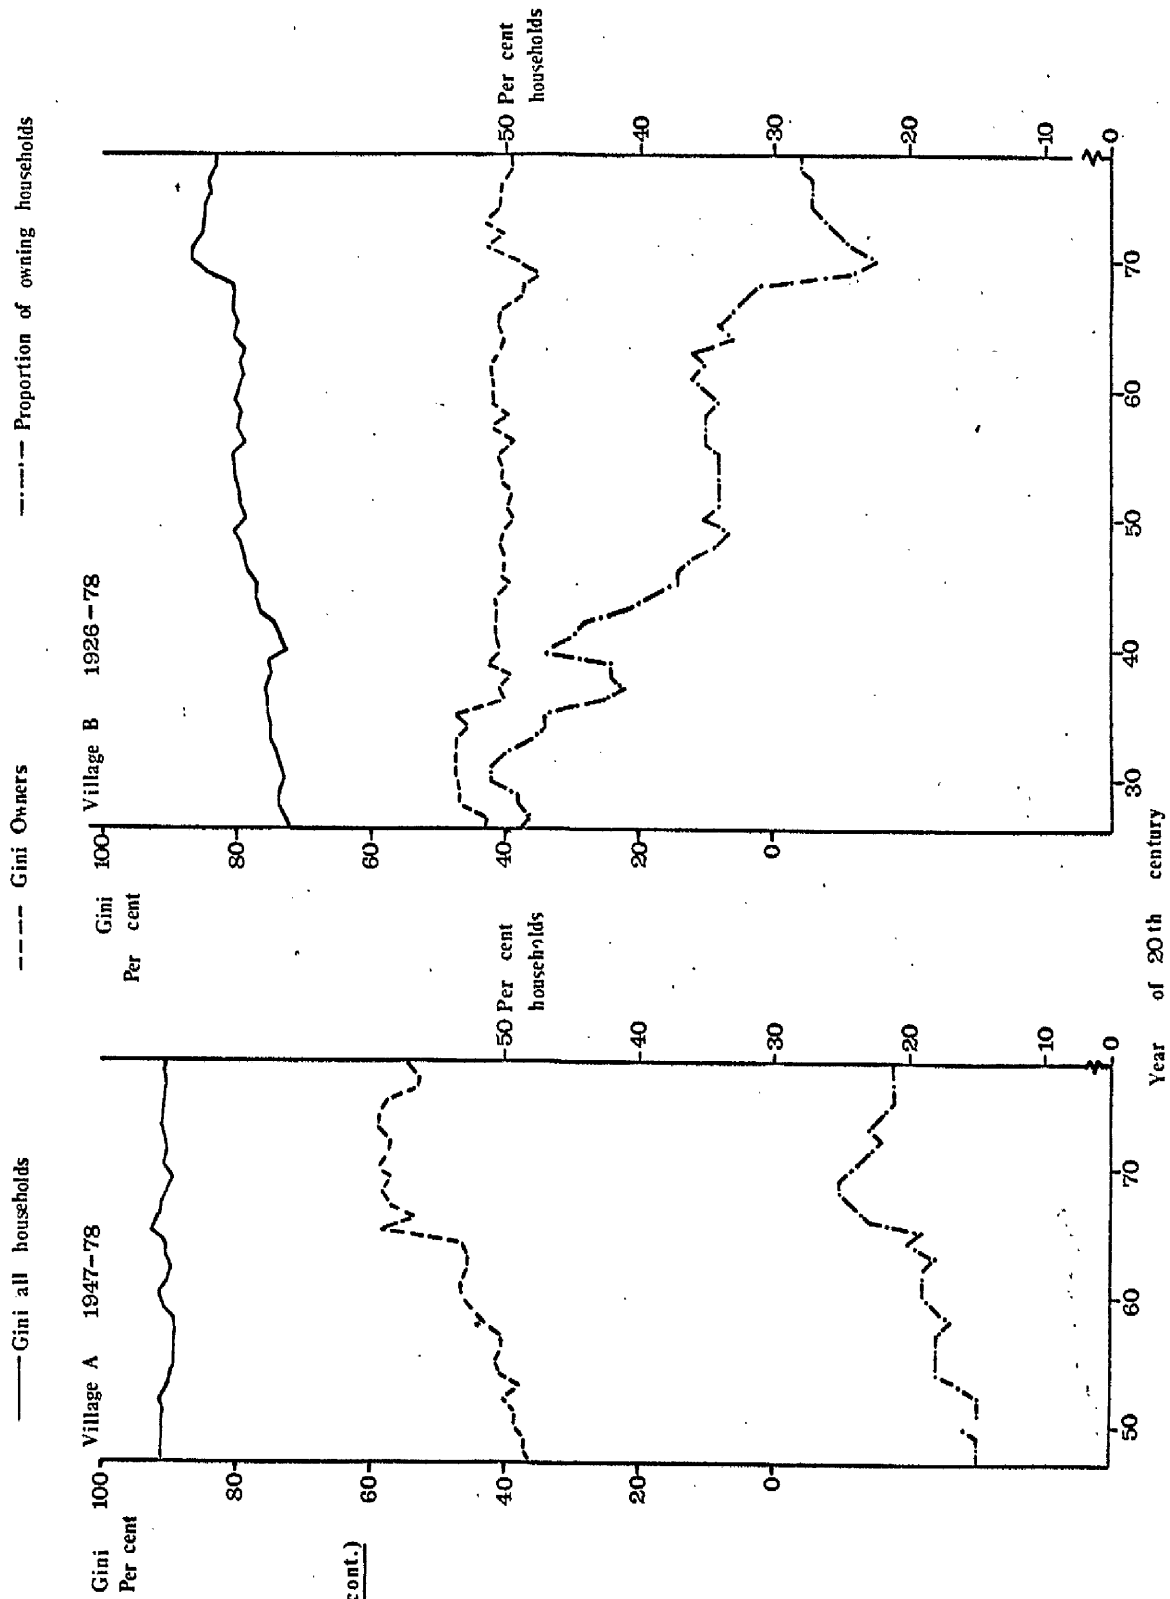 Gini all households
Gini Owners
Proportion of owning households
Village A 1947-78
Village B 1926-78
Gini
Per cent
100
80
60
40
20
0
50 Per cent
households
40
30
20
10
0
50
60
70
Gini
Per cent
100
80
60
40
20
0
50 Per cent
households
40
30
20
10
0
30
40
50
60
70
Year of 20th century
cont.)